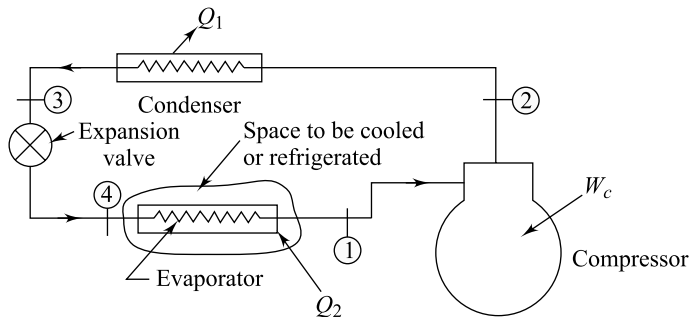 Q1
3
2
Condenser
Expansion
valve
Space to be cooled
or refrigerated
4
Wc
1
Compressor
Evaporator
Q2